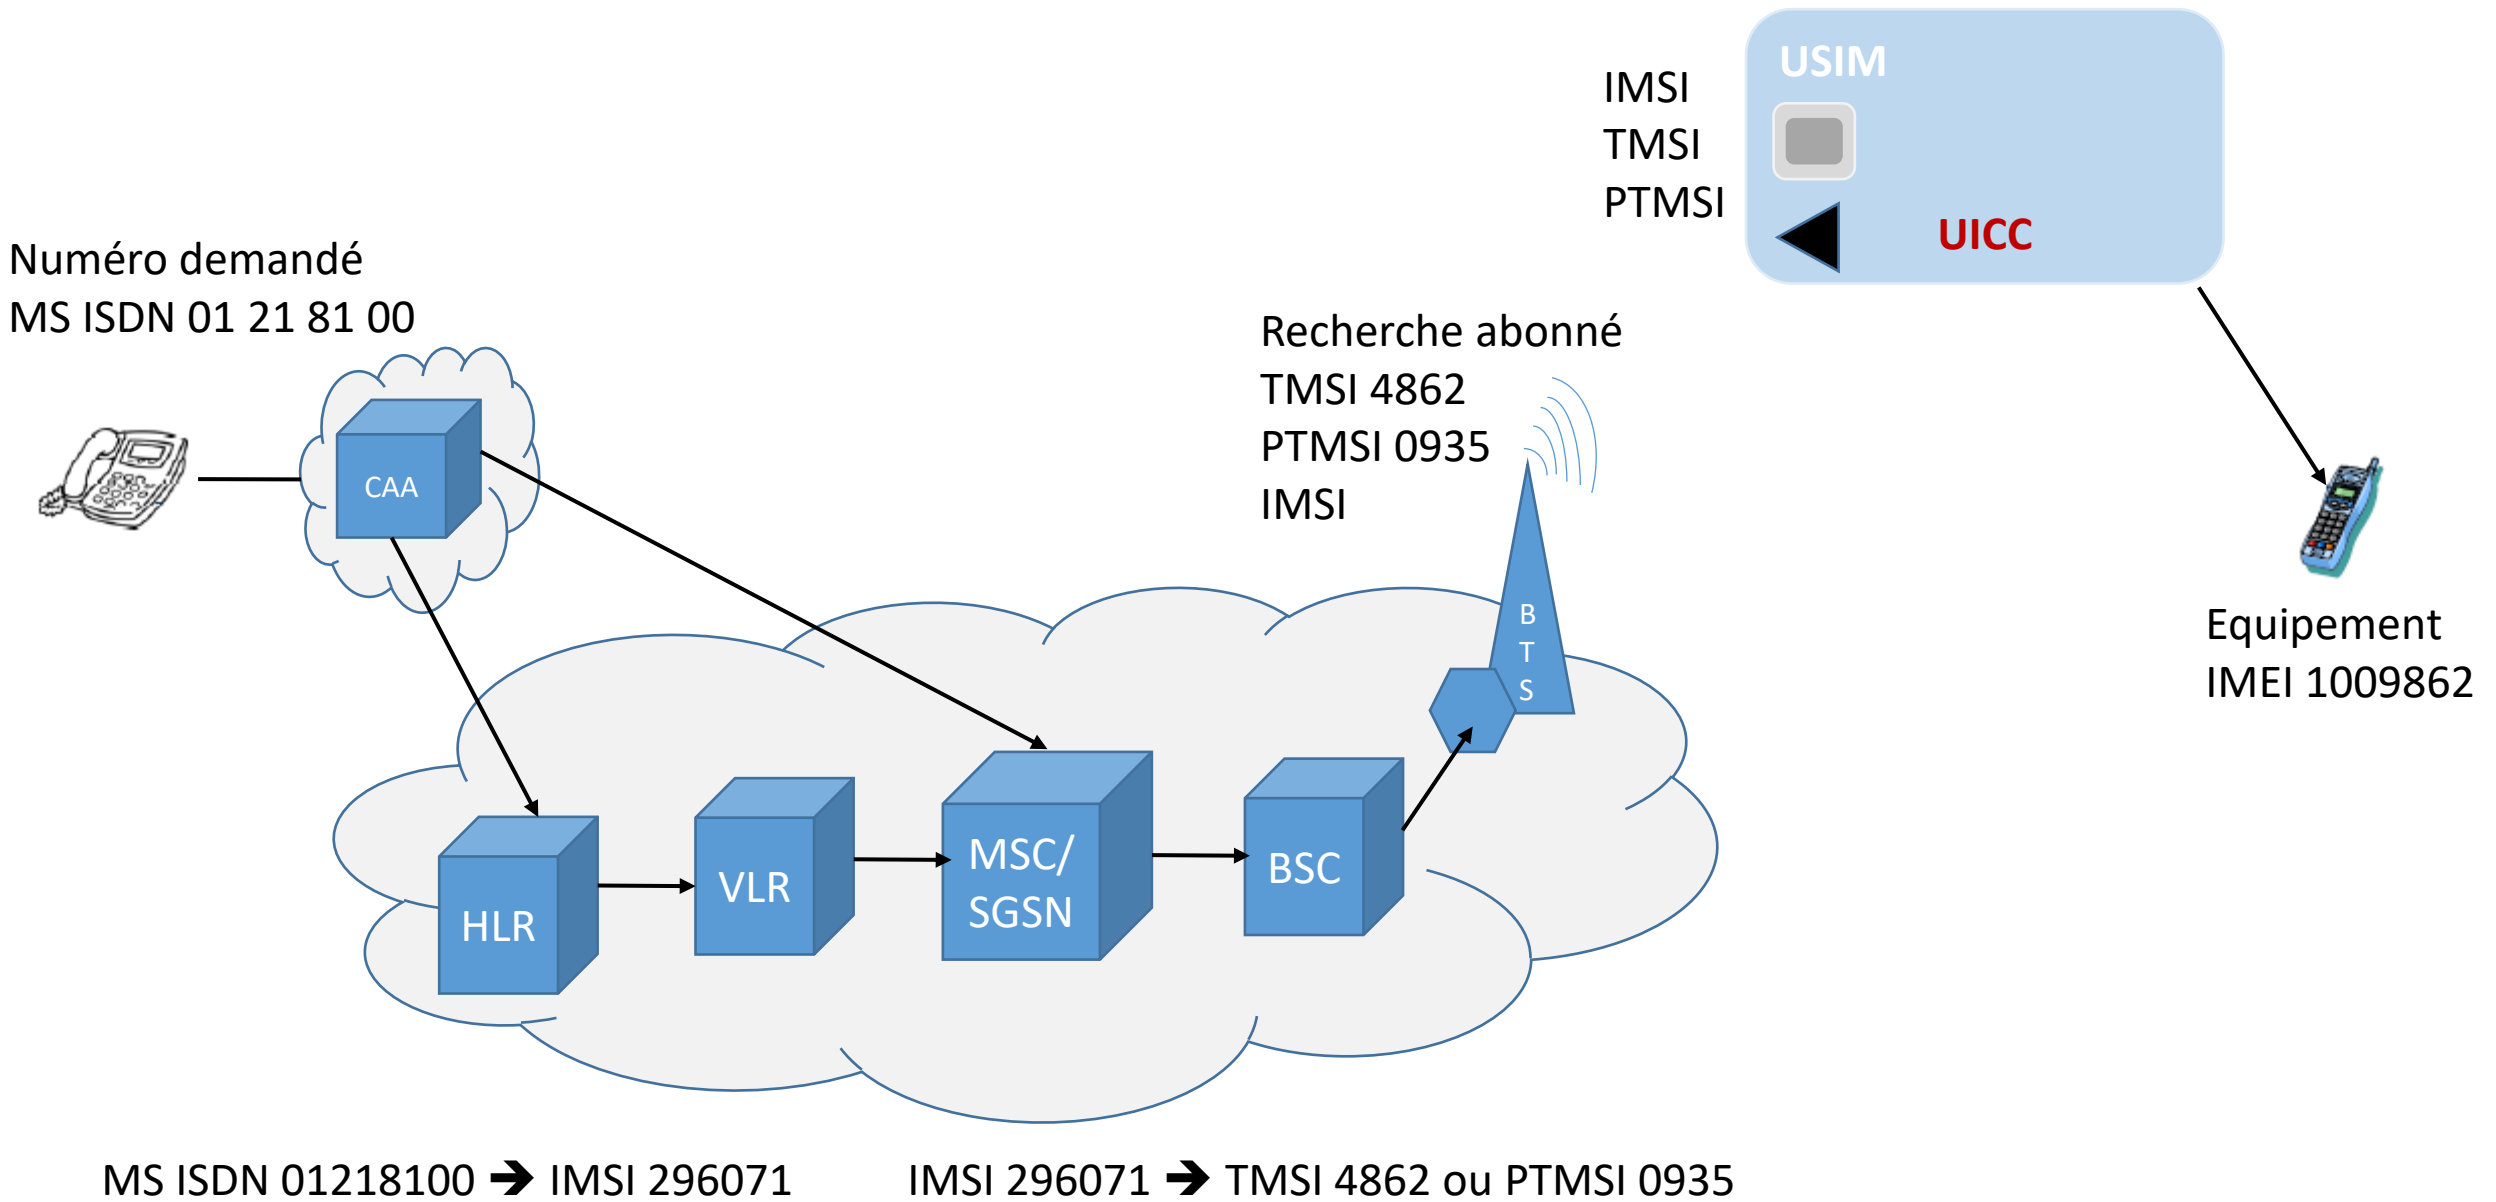 USIM
IMSI
TMSI
PTMSI
UICC
Numéro demandé
MS ISDN 01 21 81 00
Recherche abonné
TMSI 4862
PTMSI 0935
IMSI
CAA
B
T
S
Equipement
IMEI 1009862
MSC/
SGSN
BSC
VLR
HLR
MS ISDN 01218100 🡺 IMSI 296071
IMSI 296071 🡺 TMSI 4862 ou PTMSI 0935